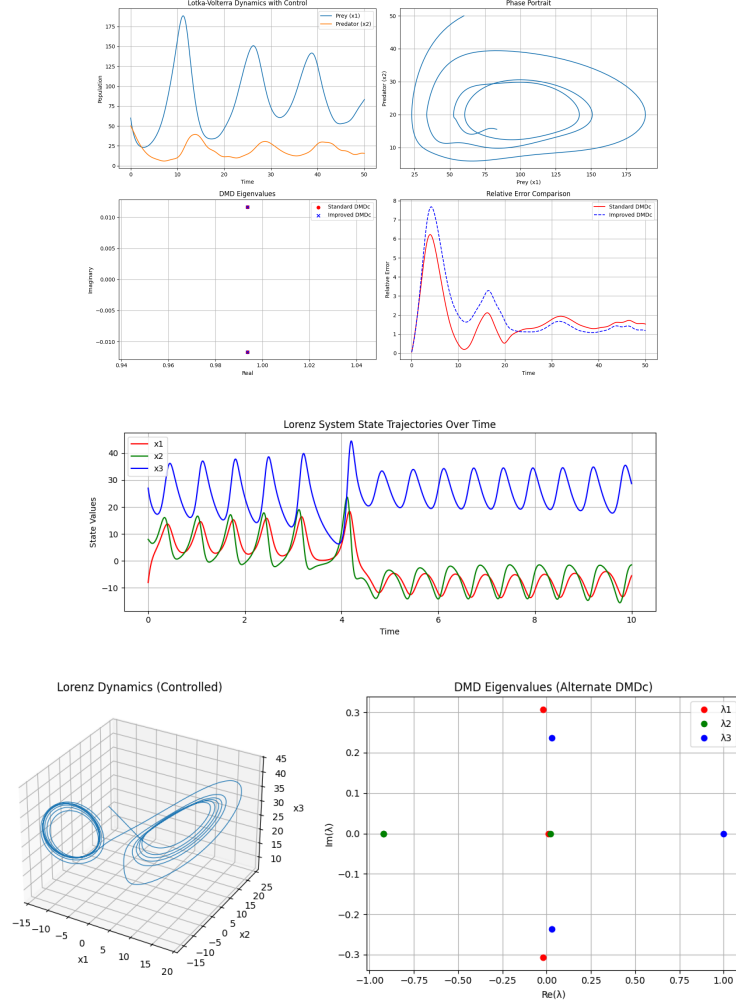 Lotka-Volterra Dynamics with Control
Prey (x1)
Predator (x2)
Population
175
150
125
100
75
50
25
0
0 10 20 30 40 50
Time
Phase Portrait
Predator (x2)
50
40
30
20
10
25 50 75 100 125 150 175
Prey (x1)
DMD Eigenvalues
Standard DMDc
Improved DMDc
Imaginary
0.010
0.005
0.000
−0.005
−0.010
0.94 0.96 0.98 1.00 1.02 1.04
Real
Relative Error Comparison
Standard DMDc
Improved DMDc
Relative Error
8
7
6
5
4
3
2
1
0
0 10 20 30 40 50
Time
Lorenz System State Trajectories Over Time
x1
x2
x3
State Values
40
30
20
10
0
−10
0 2 4 6 8 10
Time
Lorenz Dynamics (Controlled)
45
40
35
30
25
20
15
10
x3
25
20
15
10
5
0
−5
−10
−15
x2
−15 −10 −5 0 5 10 15 20
x1
DMD Eigenvalues (Alternate DMDc)
λ1
λ2
λ3
Im(λ)
0.3
0.2
0.1
0.0
−0.1
−0.2
−0.3
−1.00 −0.75 −0.50 −0.25 0.00 0.25 0.50 0.75 1.00
Re(λ)